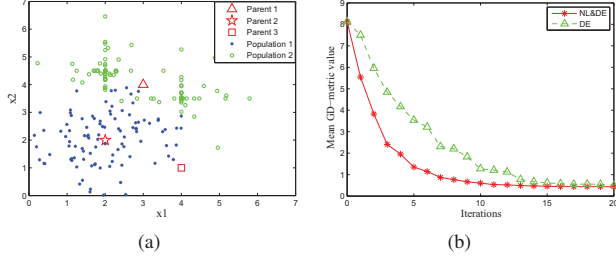 7
6
5
4
3
2
1
0
x2
0 1 2 3 4 5 6 7
x1
Parent 1
Parent 2
Parent 3
Population 1
Population 2
(a)
9
8
7
6
5
4
3
2
1
0
Mean GD-metric value
0 5 10 15 20
Iterations
NL&DE
DE
(b)